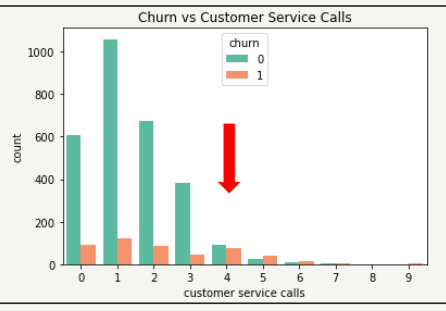 Churn vs Customer Service Calls
churn
0
1
count
1000
800
600
400
200
0
0 1 2 3 4 5 6 7 8 9
customer service calls